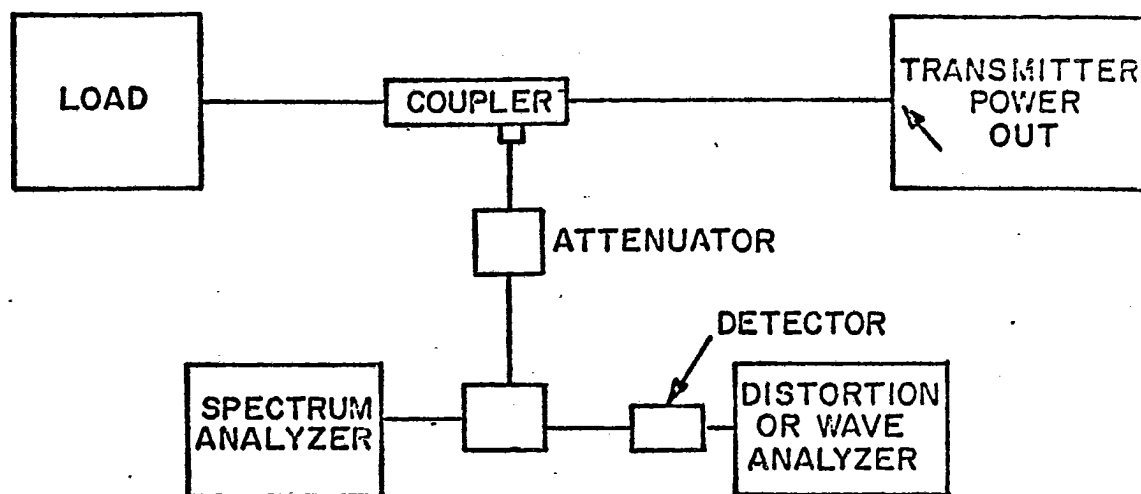 LOAD
COUPLER
TRANSMITTER
POWER
OUT
ATTENUATOR
DETECTOR
SPECTRUM
ANALYZER
DISTORTION
OR WAVE
ANALYZER